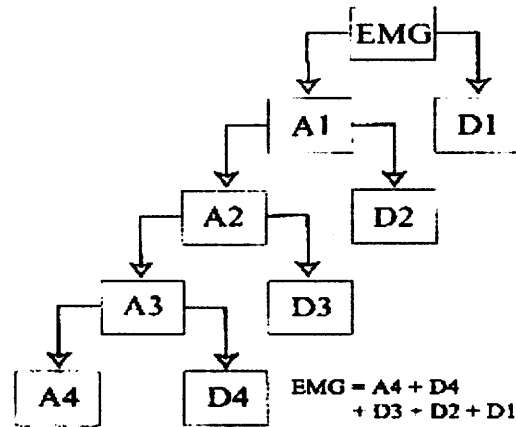 EMG
A1 D1
A2 D2
A3 D3
A4 D4
EMG = A4 + D4
+ D3 + D2 + D1